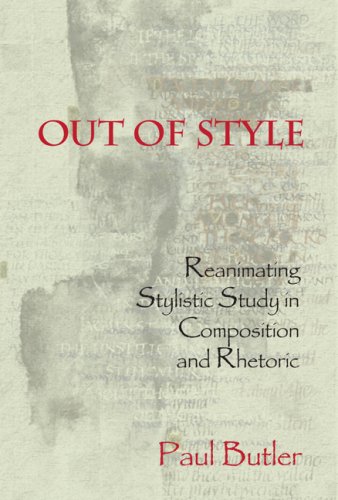 OUT OF STYLE
Reanimating
Stylistic Study in
Composition
and Rhetoric
Paul Butler